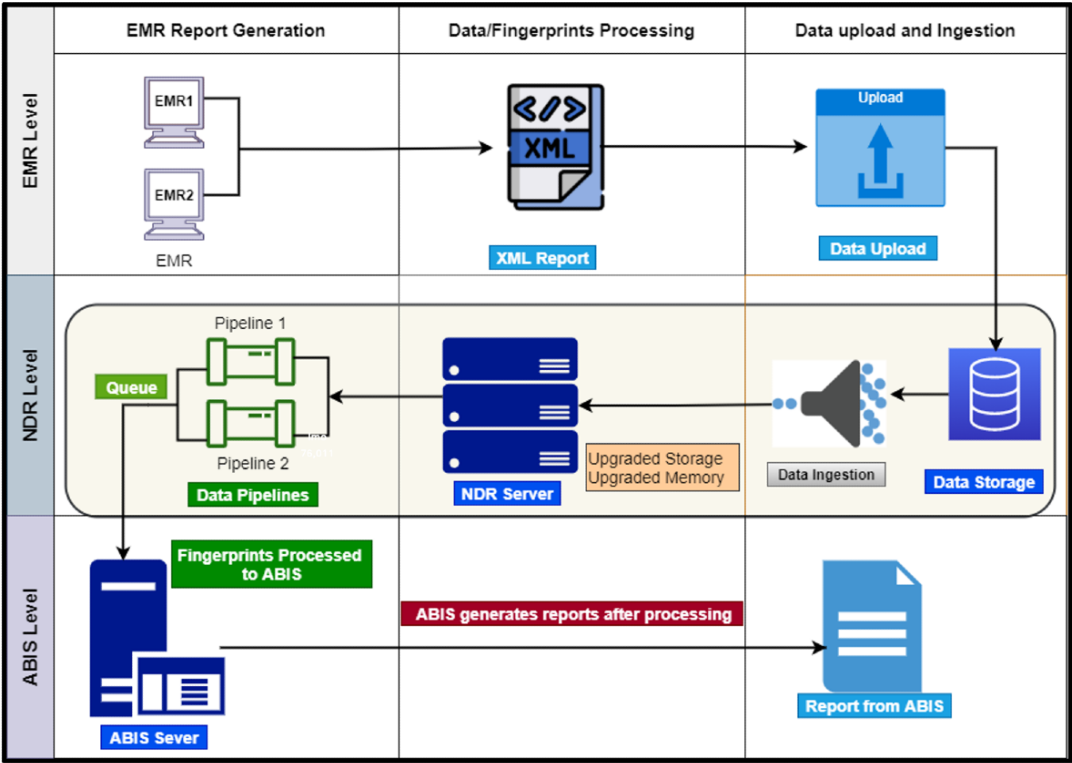 EMR Report Generation
Data/Fingerprints Processing
Data upload and Ingestion
EMR Level
EMR1
EMR2
EMR
</>
XML
XML Report
Upload
Data Upload
NDR Level
Pipeline 1
Queue
Pipeline 2
Data Pipelines
NDR Server
Upgraded Storage
Upgraded Memory
Data Ingestion
Data Storage
ABIS Level
Fingerprints Processed
to ABIS
ABIS Sever
ABIS generates reports after processing
Report from ABIS